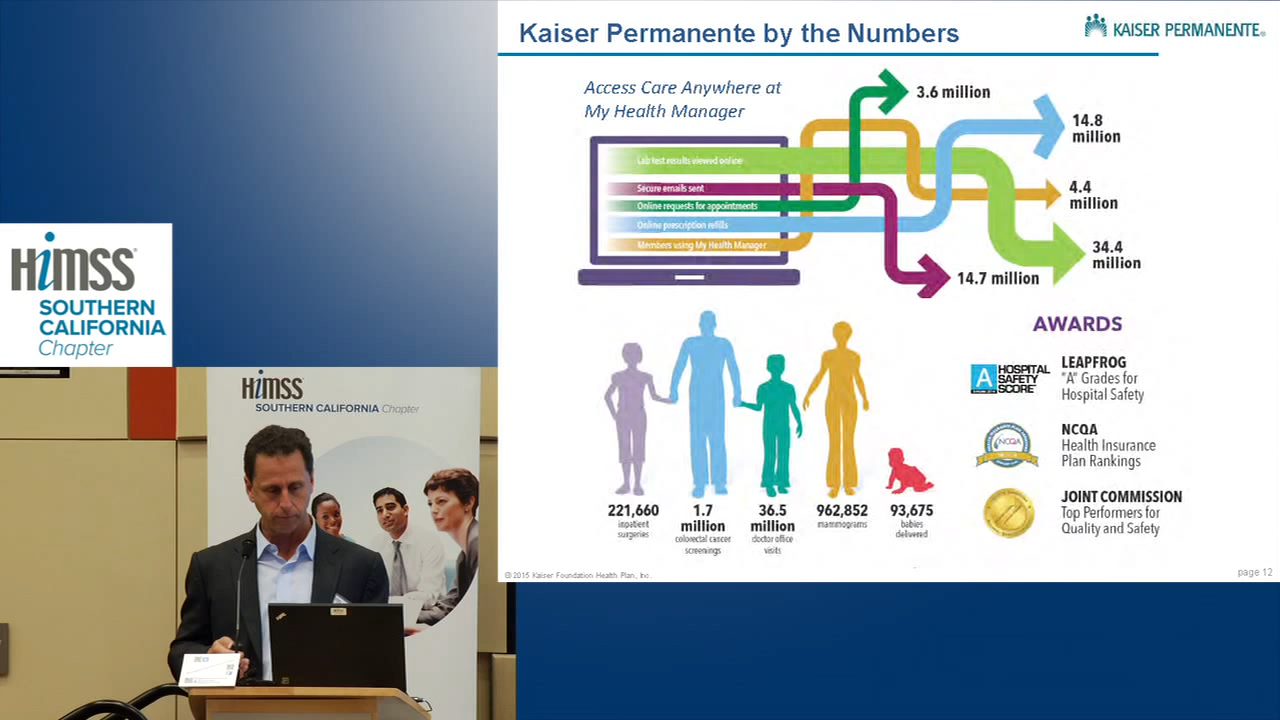 Kaiser Permanente by the Numbers
KAISER PERMANENTE®
Access Care Anywhere at
My Health Manager
3.6 million
14.8
million
Lab test results viewed online
Secure emails sent
Online requests for appointments
Online prescription refills
Members using My Health Manager
4.4
million
34.4
million
14.7 million
HiMSS®
SOUTHERN
CALIFORNIA
Chapter
HiMSS
SOUTHERN CALIFORNIA Chapter
AWARDS
A
HOSPITAL
SAFETY
SCORE
LEAPFROG
"A" Grades for
Hospital Safety
NCQA
NCQA
Health Insurance
Plan Rankings
JOINT COMMISSION
Top Performers for
Quality and Safety
221,660
inpatient
surgeries
1.7
million
colorectal cancer
screenings
36.5
million
doctor office
visits
962,852
mammograms
93,675
babies
delivered
© 2015 Kaiser Foundation Health Plan, Inc.
page 12